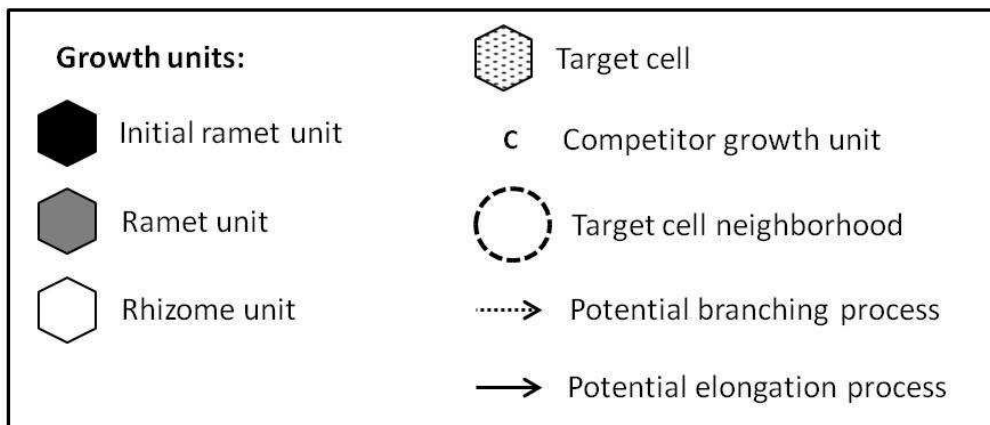 Growth units:
Initial ramet unit
Ramet unit
Rhizome unit
Target cell
C Competitor growth unit
Target cell neighborhood
Potential branching process
Potential elongation process